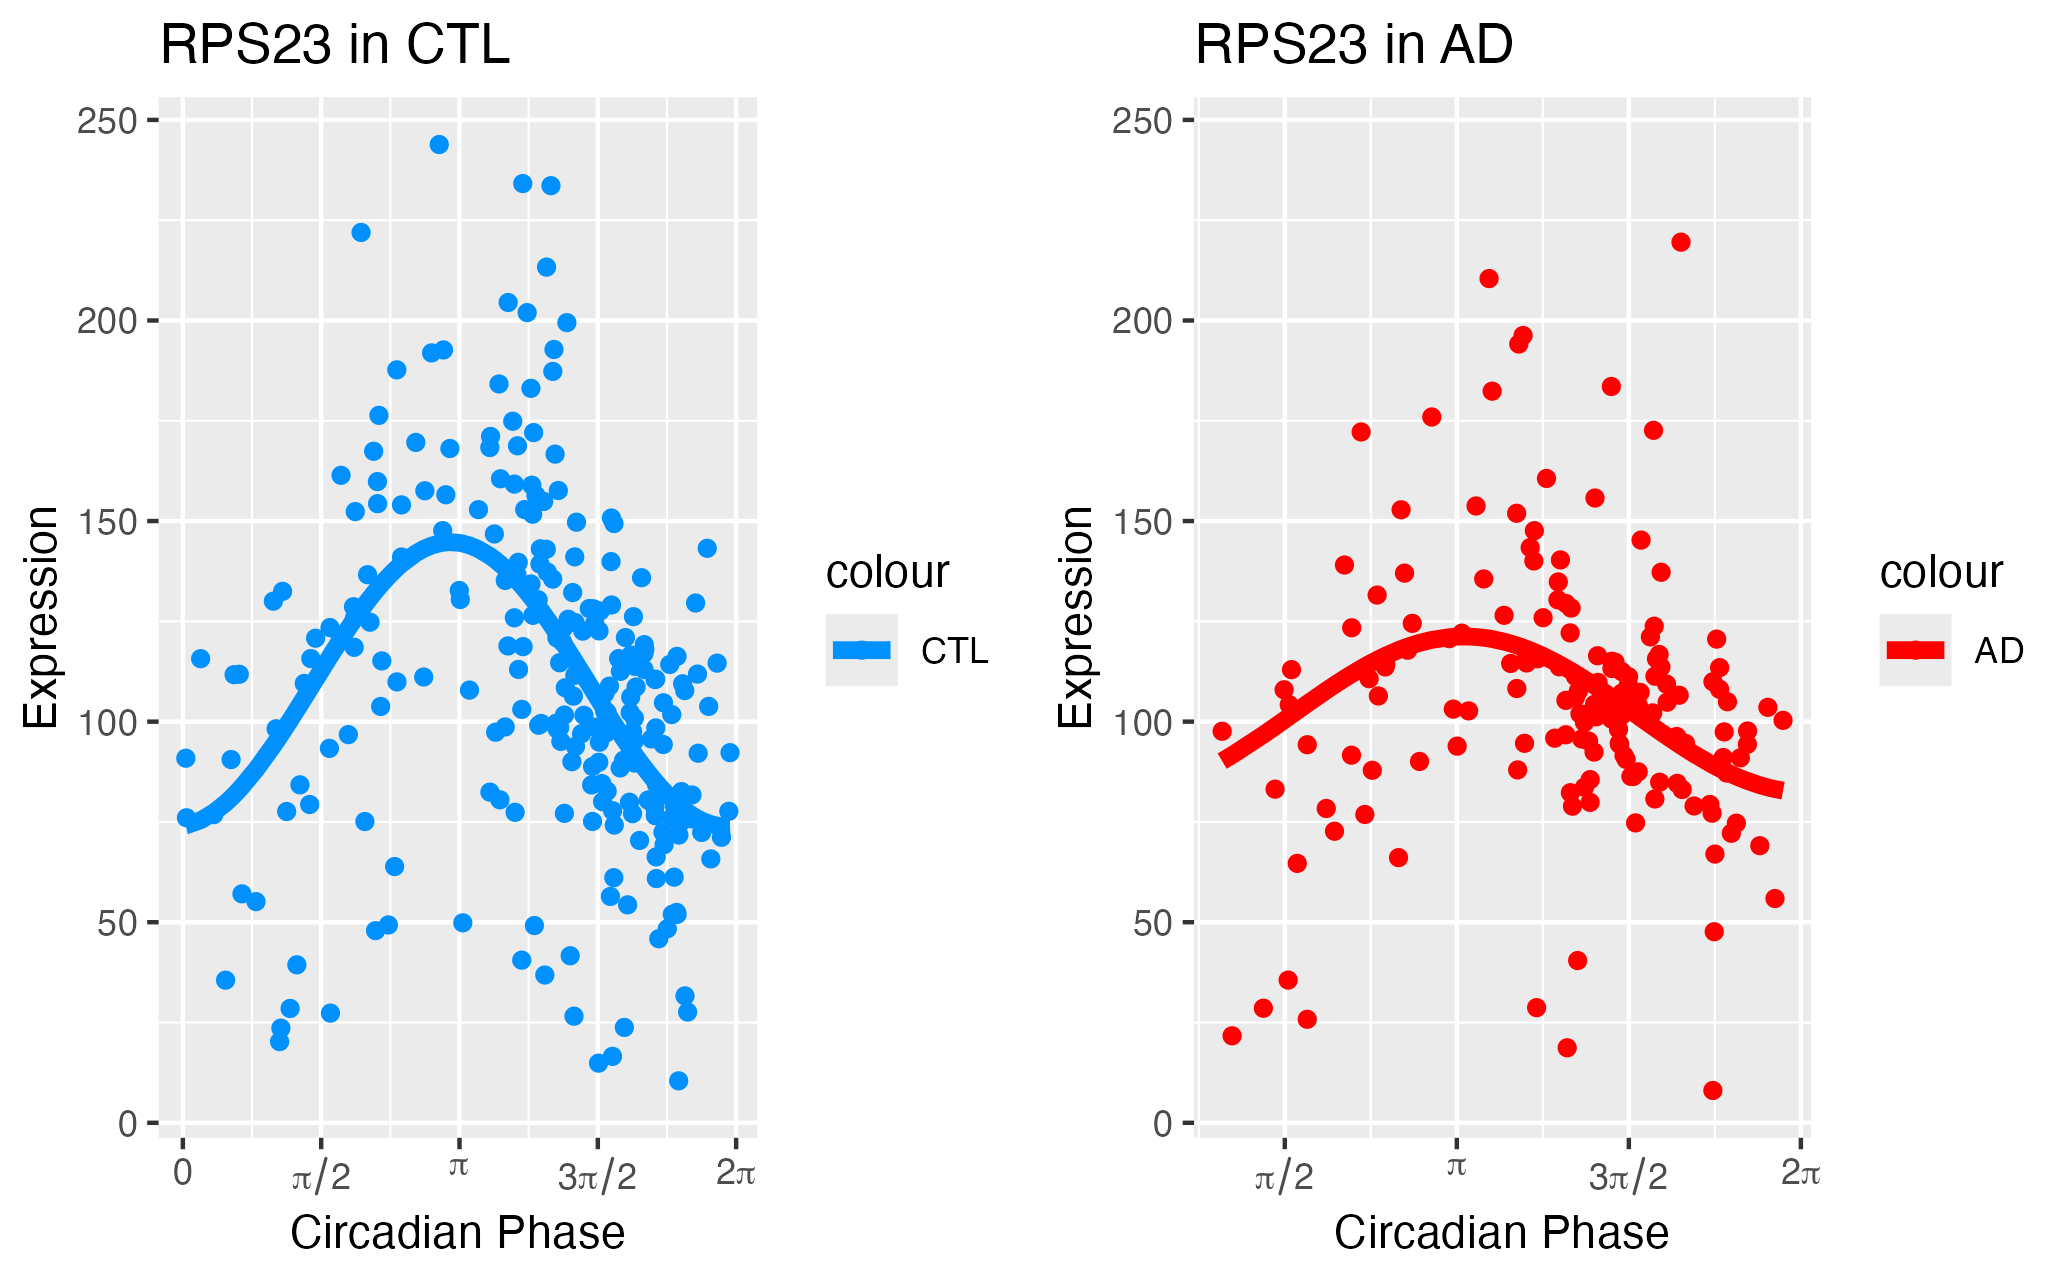 RPS23 in CTL
250
200
150
100
50
0
Expression
0
π/2
π
3π/2
2π
Circadian Phase
colour
CTL
RPS23 in AD
250
200
150
100
50
0
Expression
π/2
π
3π/2
2π
Circadian Phase
colour
AD